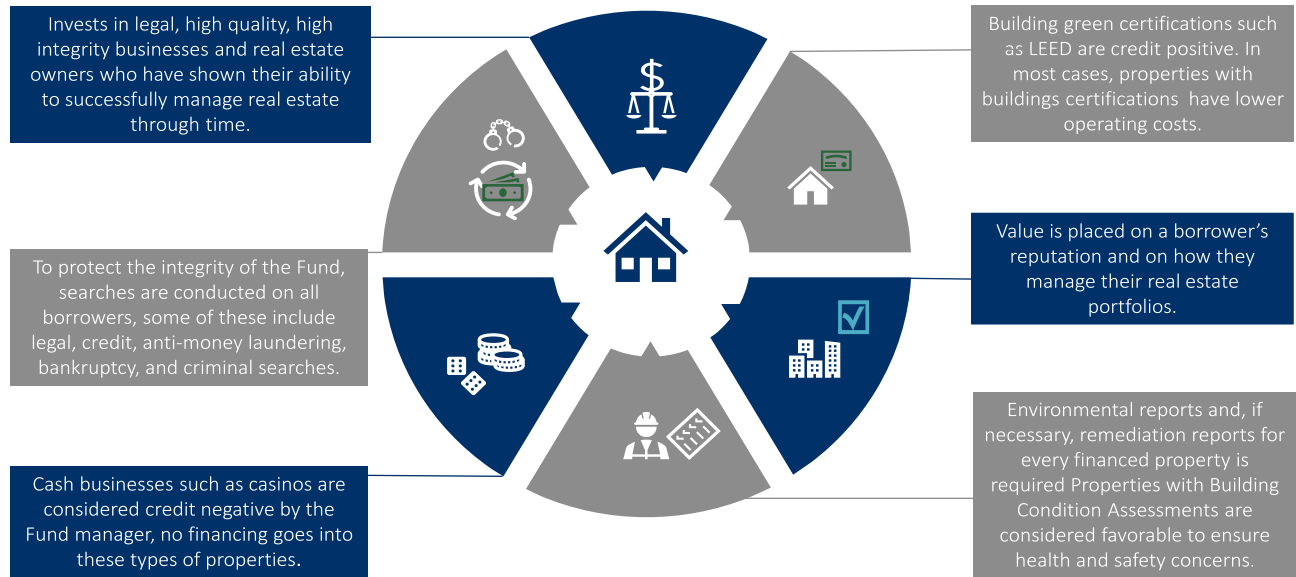 Invests in legal, high quality, high
integrity businesses and real estate
owners who have shown their ability
to successfully manage real estate
through time.
To protect the integrity of the Fund,
searches are conducted on all
borrowers, some of these include
legal, credit, anti-money laundering,
bankruptcy, and criminal searches.
Cash businesses such as casinos are
considered credit negative by the
Fund manager, no financing goes into
these types of properties.
Building green certifications such
as LEED are credit positive. In
most cases, properties with
buildings certifications have lower
operating costs.
Value is placed on a borrower’s
reputation and on how they
manage their real estate
portfolios.
Environmental reports and, if
necessary, remediation reports for
every financed property is
required Properties with Building
Condition Assessments are
considered favorable to ensure
health and safety concerns.
$